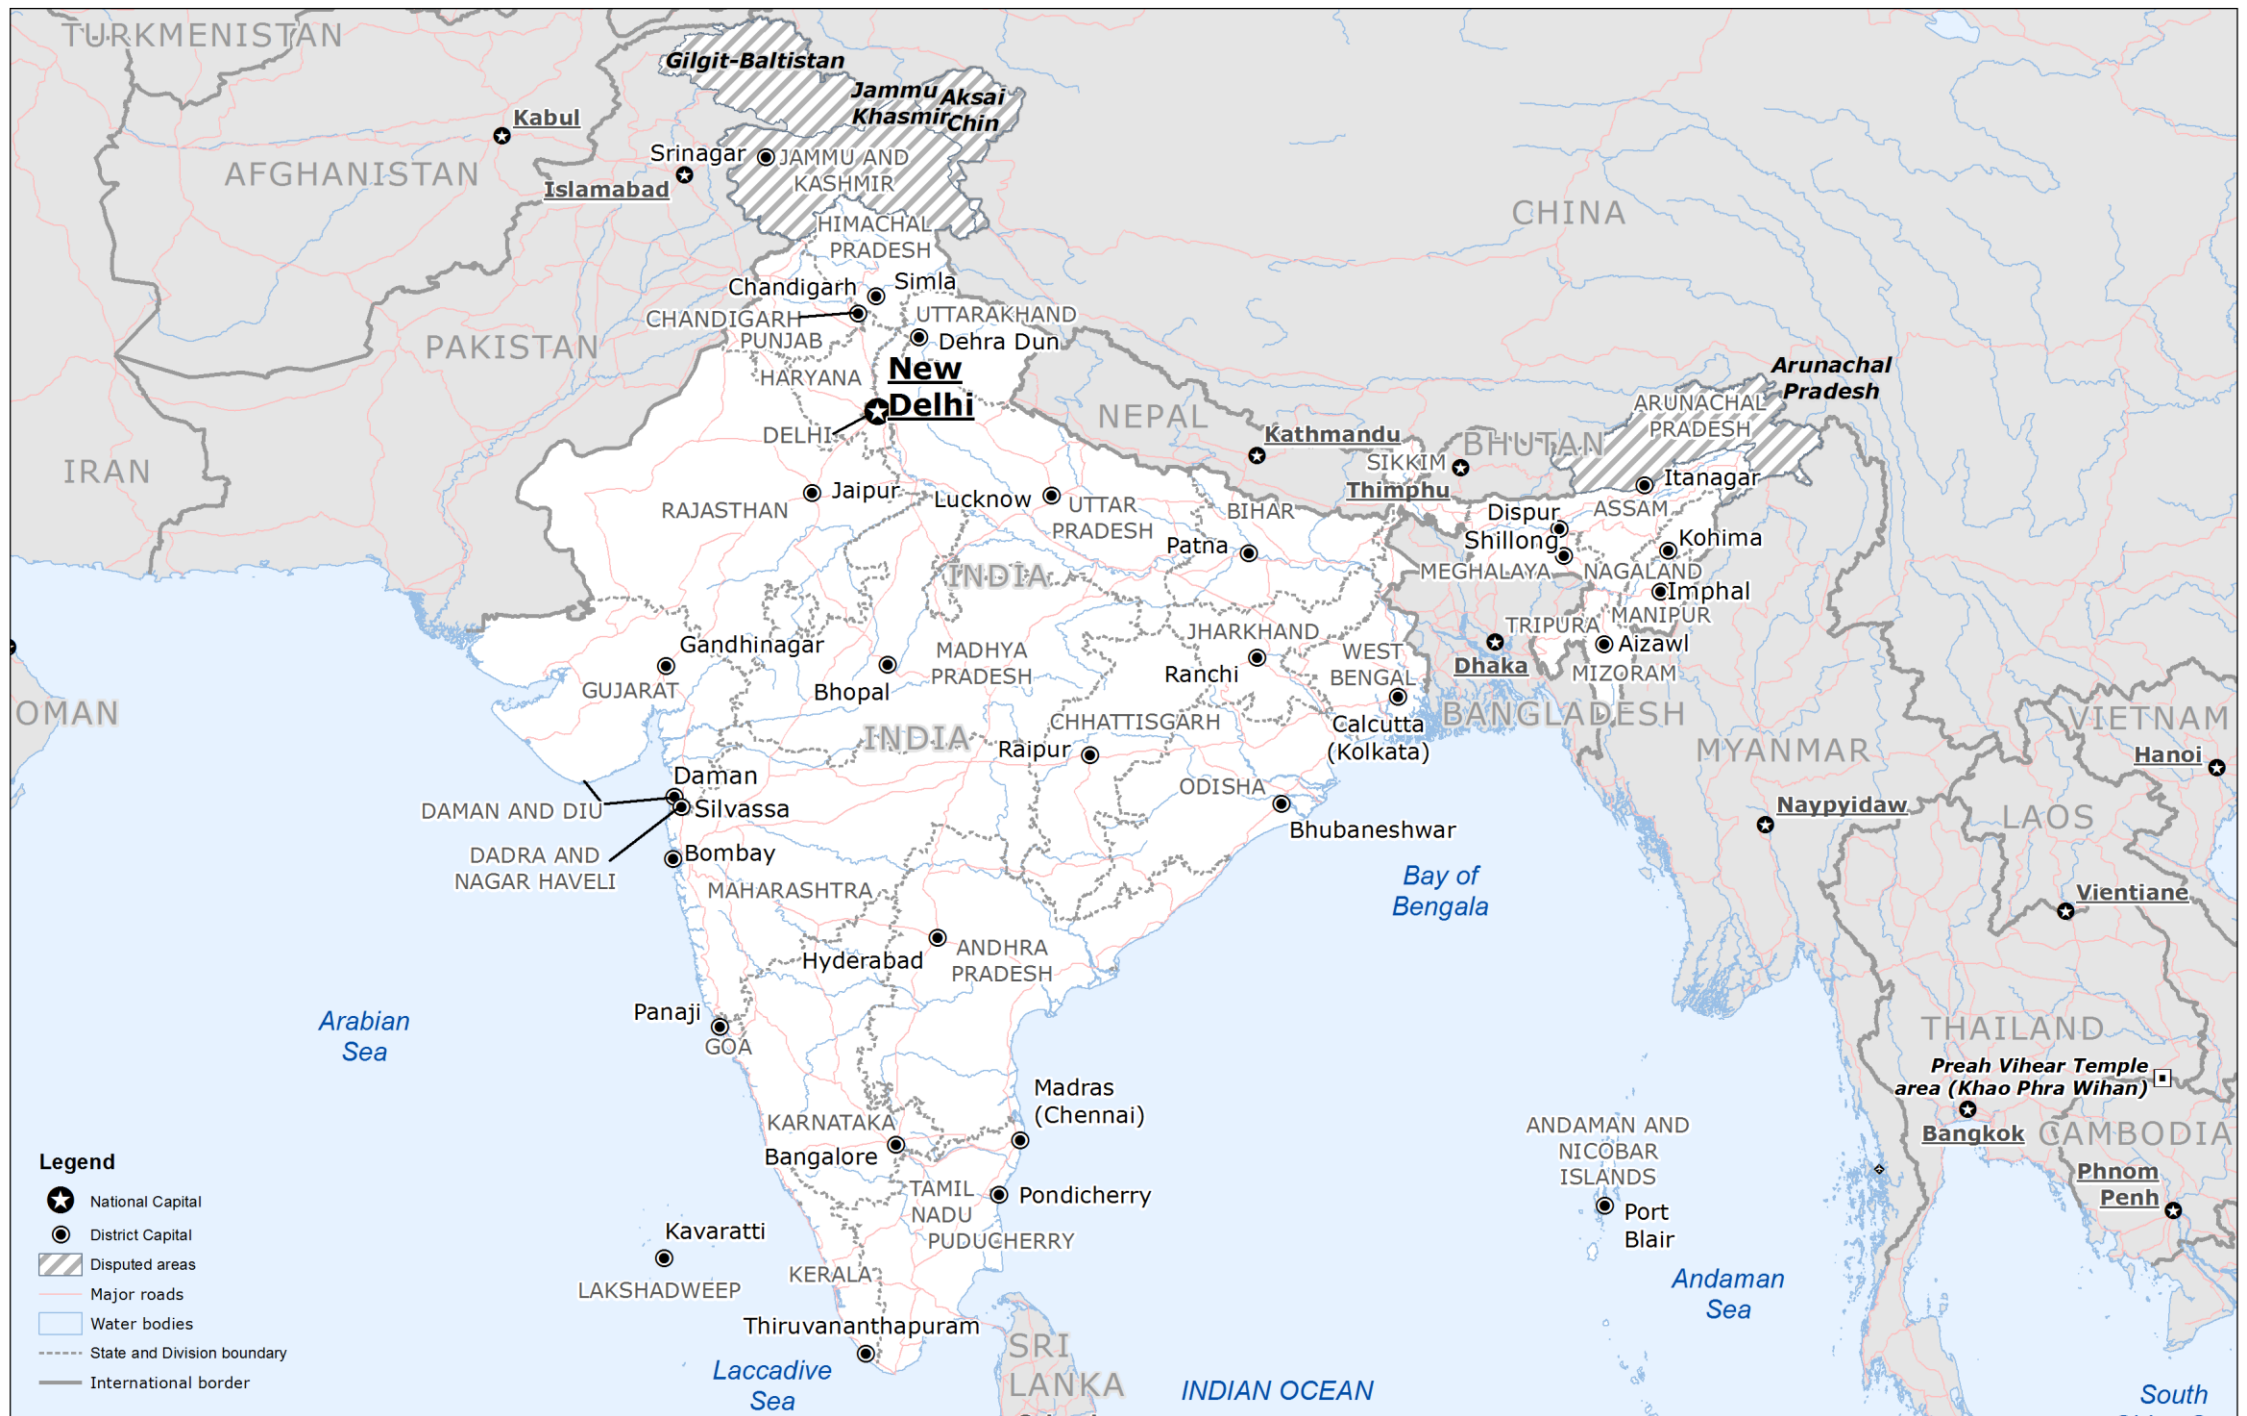 TURKMENISTAN
Gilgit-Baltistan
Jammu
Khasmir
Aksai
Chin
Kabul
Srinagar
JAMMU AND
KASHMIR
AFGHANISTAN
Islamabad
CHINA
HIMACHAL
PRADESH
Simla
Chandigarh
CHANDIGARH
UTTARAKHAND
PUNJAB
Dehra Dun
PAKISTAN
HARYANA
New
Delhi
DELHI
Arunachal
Pradesh
ARUNACHAL
PRADESH
NEPAL
Kathmandu
BHUTAN
SIKKIM
Thimphu
IRAN
Itanagar
Jaipur
RAJASTHAN
Lucknow
UTTAR
PRADESH
BIHAR
ASSAM
Dispur
Shillong
Kohima
Patna
MEGHALAYA
NAGALAND
INDIA
Imphal
MANIPUR
TRIPURA
JHARKHAND
Gandhinagar
Aizawl
MADHYA
PRADESH
WEST
BENGAL
Dhaka
MIZORAM
Ranchi
GUJARAT
Bhopal
OMAN
BANGLADESH
VIETNAM
CHHATTISGARH
Calcutta
(Kolkata)
INDIA
Raipur
MYANMAR
Hanoi
Daman
ODISHA
DAMAN AND DIU
Silvassa
Naypyidaw
LAOS
Bhubaneshwar
Bombay
DADRA AND
NAGAR HAVELI
Bay of
Bengala
MAHARASHTRA
Vientiane
ANDHRA
PRADESH
Hyderabad
Panaji
Arabian
Sea
GOA
THAILAND
Preah Vihear Temple
area (Khao Phra Wihan)
Madras
(Chennai)
KARNATAKA
ANDAMAN AND
NICOBAR
ISLANDS
Bangkok
CAMBODIA
Bangalore
Phnom
Penh
TAMIL
NADU
Pondicherry
Port
Blair
Kavaratti
PUDUCHERRY
LAKSHADWEEP
KERALA
Andaman
Sea
Thiruvananthapuram
SRI
LANKA
Laccadive
Sea
INDIAN OCEAN
South
Legend
National Capital
District Capital
Disputed areas
Major roads
Water bodies
State and Division boundary
International border